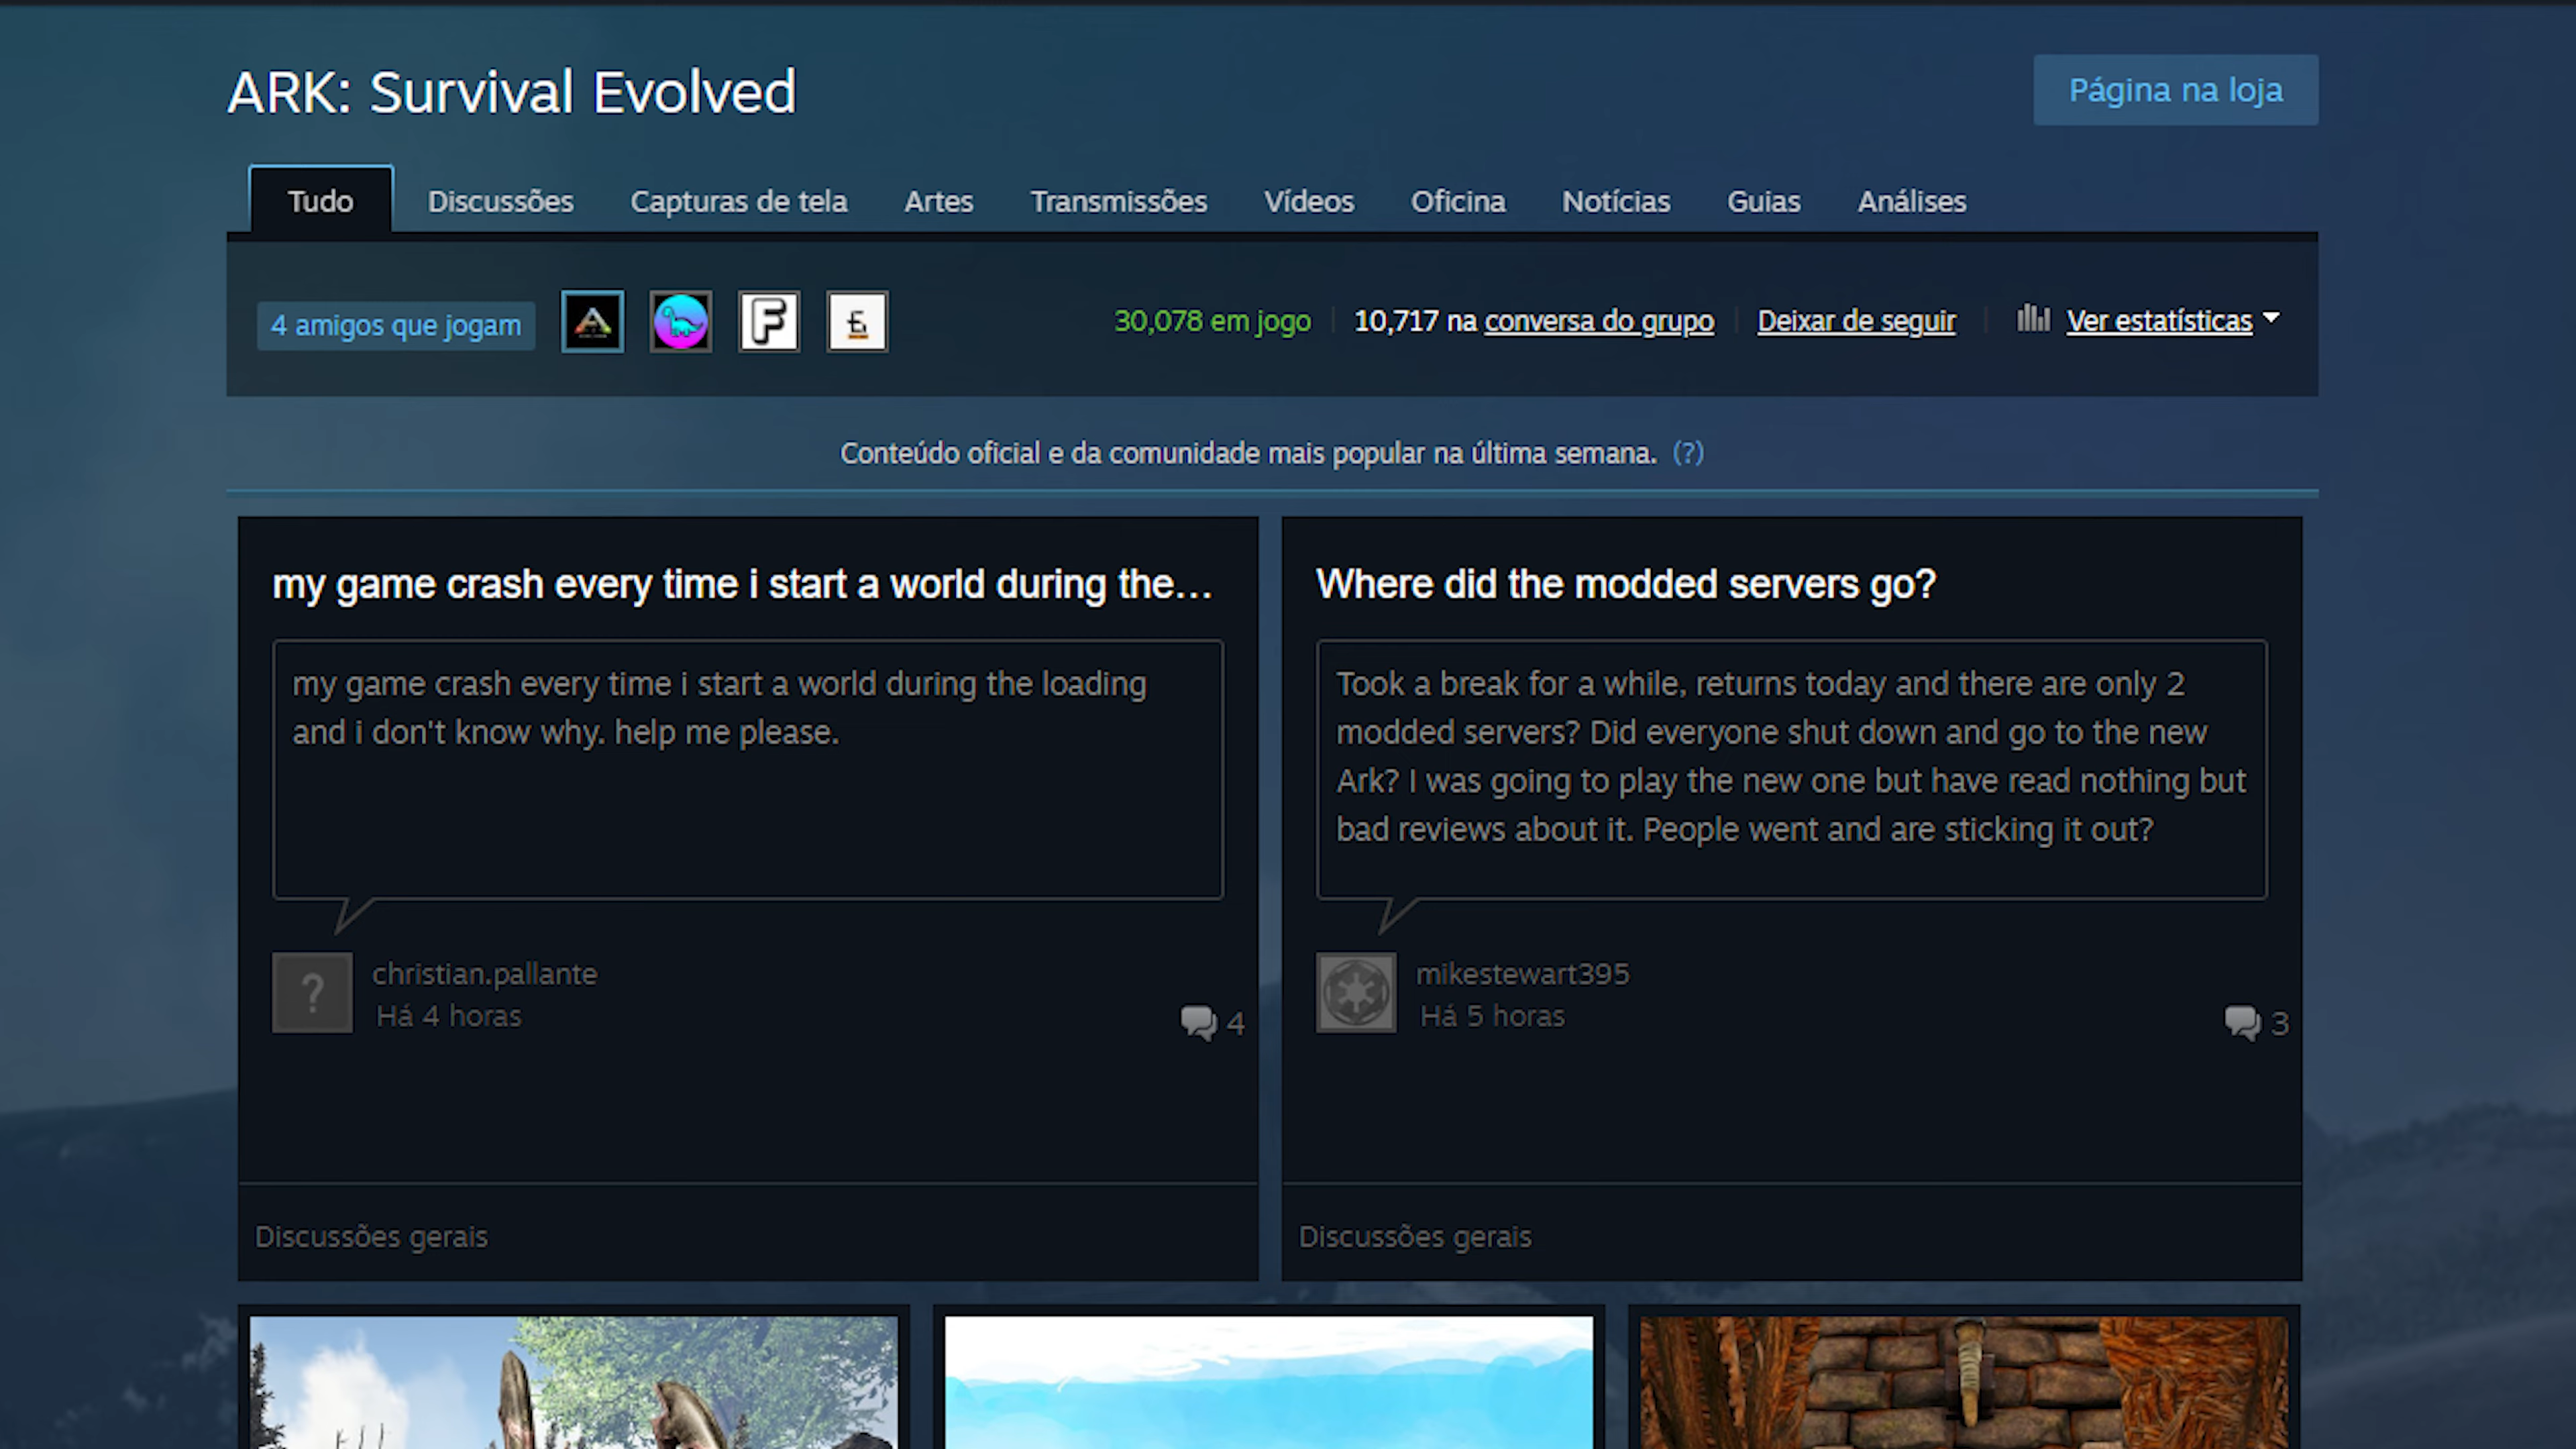 ARK: Survival Evolved
Página na loja
Tudo Discussões Capturas de tela Artes Transmissões Vídeos Oficina Notícias Guias Análises
4 amigos que jogam
30,078 em jogo 10,717 na conversa do grupo Deixar de seguir Ver estatísticas
Conteúdo oficial e da comunidade mais popular na última semana. (?)
my game crash every time i start a world during the...
my game crash every time i start a world during the loading
and i don't know why. help me please.
christian.pallante
Há 4 horas
4
Discussões gerais
Where did the modded servers go?
Took a break for a while, returns today and there are only 2
modded servers? Did everyone shut down and go to the new
Ark? I was going to play the new one but have read nothing but
bad reviews about it. People went and are sticking it out?
mikestewart395
Há 5 horas
3
Discussões gerais